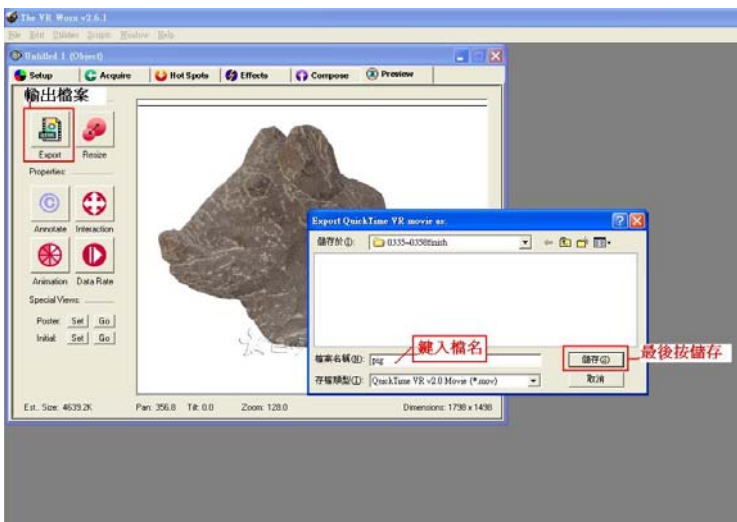 The VR Worx v2.6.1
File Edit Utilities Scripts Window Help
Untitled 1 (Object)
Setup Acquire Hot Spots Effects Compose Preview
輸出檔案
Export Resize
Properties:
Annotate Interaction
Animation Data Rate
Special Views:
Poster: Set Go
Initial: Set Go
Est. Size: 4639.2K Pan: 356.8 Tilt: 0.0 Zoom: 128.0 Dimensions: 1798 x 1498
Export QuickTime VR movie as:
儲存於(I): 0335-0358finith
鍵入檔名
檔案名稱(N): pig 儲存(S) 最後按儲存
存檔類型(T): QuickTime VR v2.0 Movie (*.mov) 取消